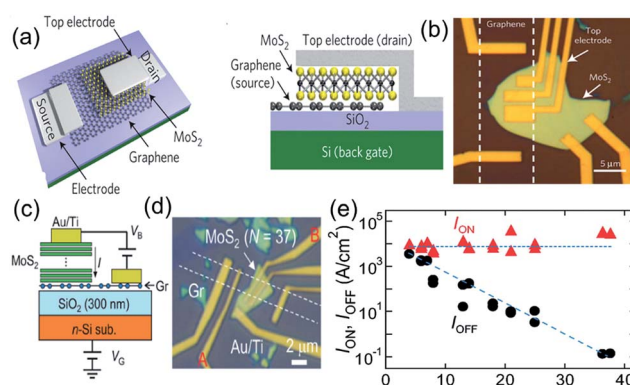 (a)
Top electrode
Drain
Source
MoS2
Graphene
Electrode
MoS2
Graphene
(source)
Top electrode (drain)
SiO2
Si (back gate)
(b)
Graphene
Top
electrode
MoS2
5 μm
(c)
Au/Ti
VB
MoS2
I
Gr
SiO2 (300 nm)
n-Si sub.
VG
(d)
MoS2 (N = 37)
B
Gr
Au/Ti
A
2 μm
(e)
ION, IOFF (A/cm2)
10^5
10^3
10^1
10^-1
ION
IOFF
0
10
20
30
40